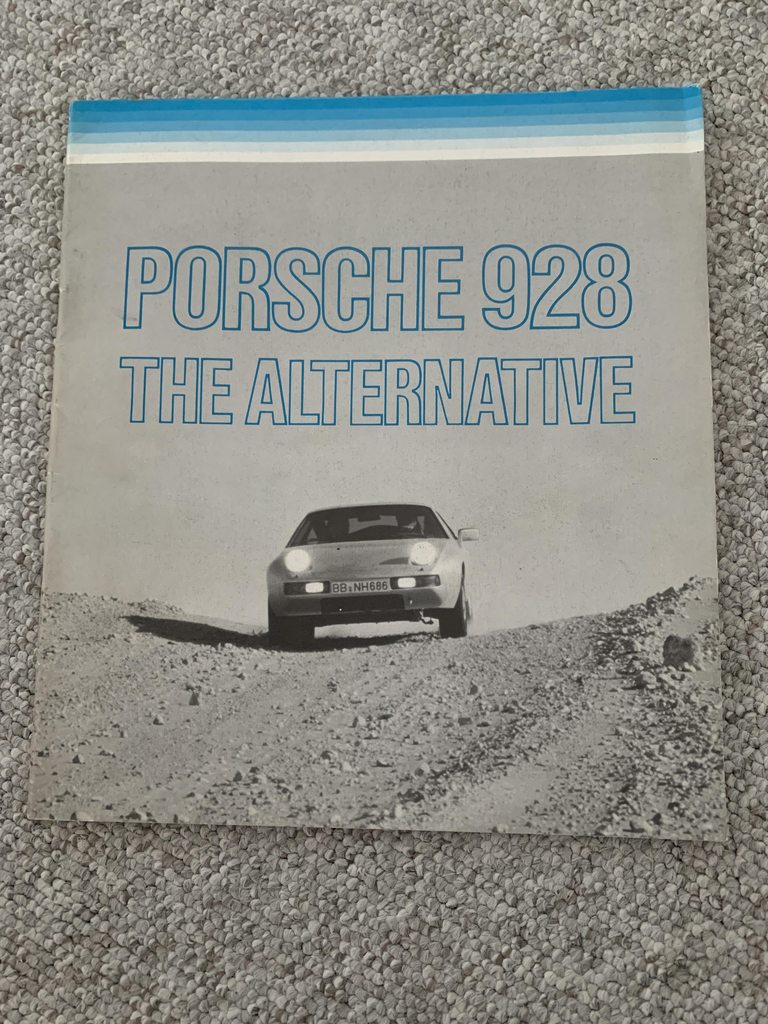 PORSCHE 928
THE ALTERNATIVE
BB NH686